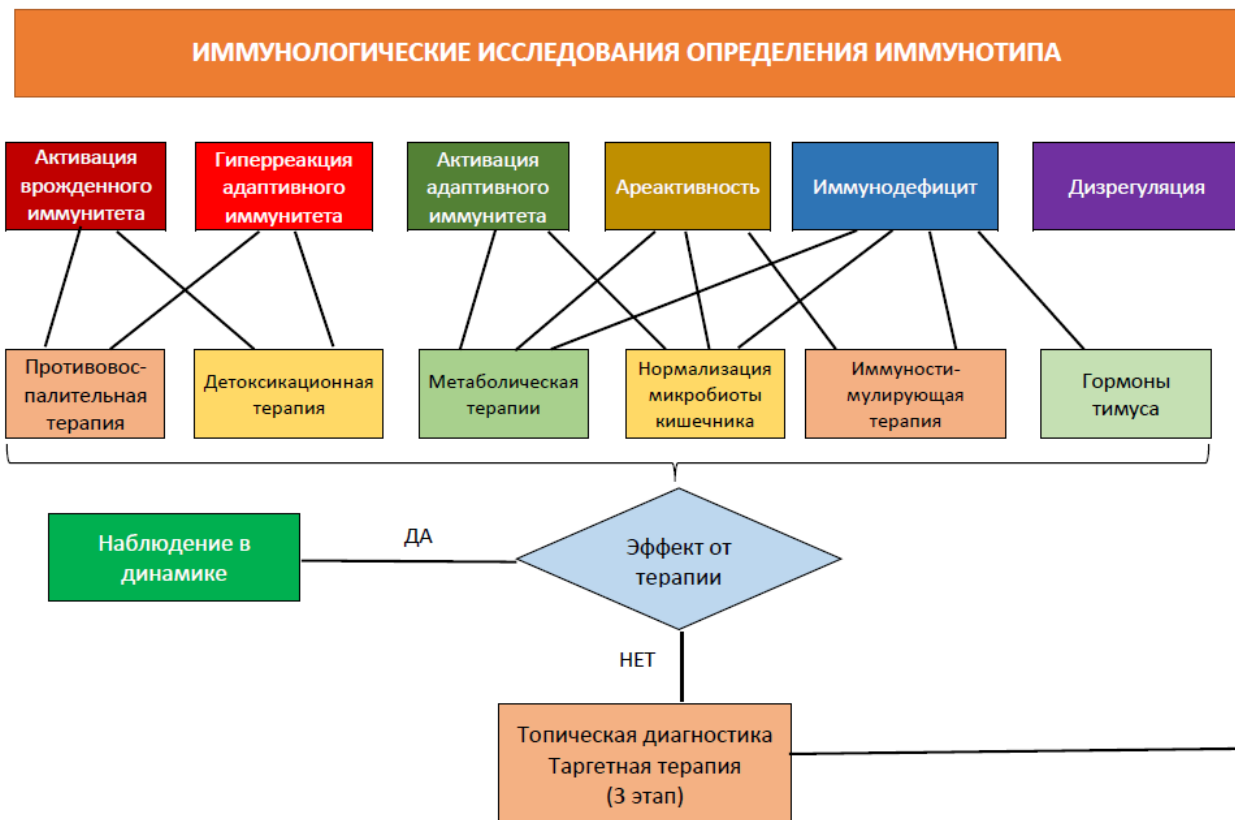 ИММУНОЛОГИЧЕСКИЕ ИССЛЕДОВАНИЯ ОПРЕДЕЛЕНИЯ ИММУНОТИПА
Активация
врожденного
иммунитета
Гиперреакция
адаптивного
иммунитета
Активация
адаптивного
иммунитета
Ареактивность
Иммунодефицит
Дизрегуляция
Противовос-
палительная
терапия
Детоксикационная
терапия
Метаболическая
терапии
Нормализация
микробиоты
кишечника
Иммуности-
мулирующая
терапия
Гормоны
тимуса
Наблюдение в
динамике
ДА
Эффект от
терапии
НЕТ
Топическая диагностика
Таргетная терапия
(3 этап)